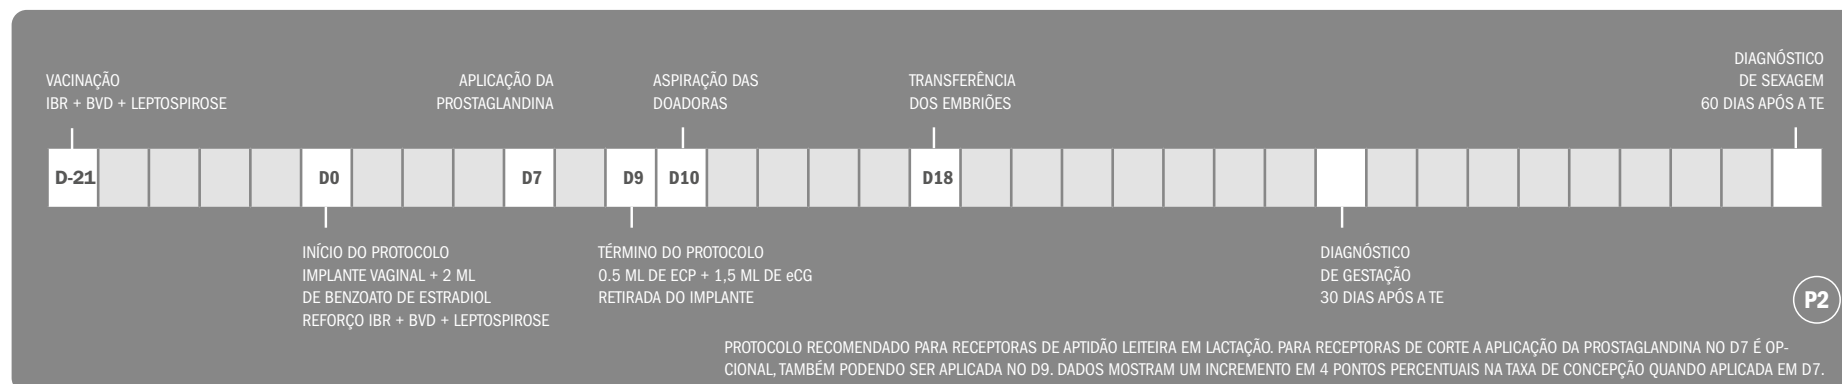 VACINAÇÃO
IBR + BVD + LEPTOSPIROSE
APLICAÇÃO DA
PROSTAGLANDINA
ASPIRAÇÃO DAS
DOADORAS
TRANSFERÊNCIA
DOS EMBRIÕES
DIAGNÓSTICO
DE SEXAGEM
60 DIAS APÓS A TE
D-21
D0
D7
D9
D10
D18
INÍCIO DO PROTOCOLO
IMPLANTE VAGINAL + 2 ML
DE BENZOATO DE ESTRADIOL
REFORÇO IBR + BVD + LEPTOSPIROSE
TÉRMINO DO PROTOCOLO
0.5 ML DE ECP + 1,5 ML DE eCG
RETIRADA DO IMPLANTE
DIAGNÓSTICO
DE GESTAÇÃO
30 DIAS APÓS A TE
P2
PROTOCOLO RECOMENDADO PARA RECEPTORAS DE APTIDÃO LEITEIRA EM LACTAÇÃO. PARA RECEPTORAS DE CORTE A APLICAÇÃO DA PROSTAGLANDINA NO D7 É OP-
CIONAL, TAMBÉM PODENDO SER APLICADA NO D9. DADOS MOSTRAM UM INCREMENTO EM 4 PONTOS PERCENTUAIS NA TAXA DE CONCEPÇÃO QUANDO APLICADA EM D7.